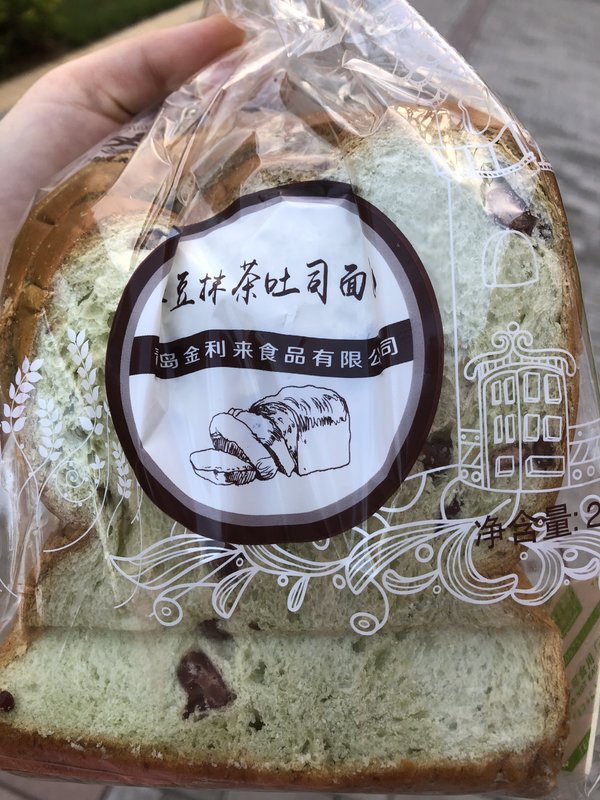 豆抹茶吐司面
岛金利来食品有限公司
净含量: 2